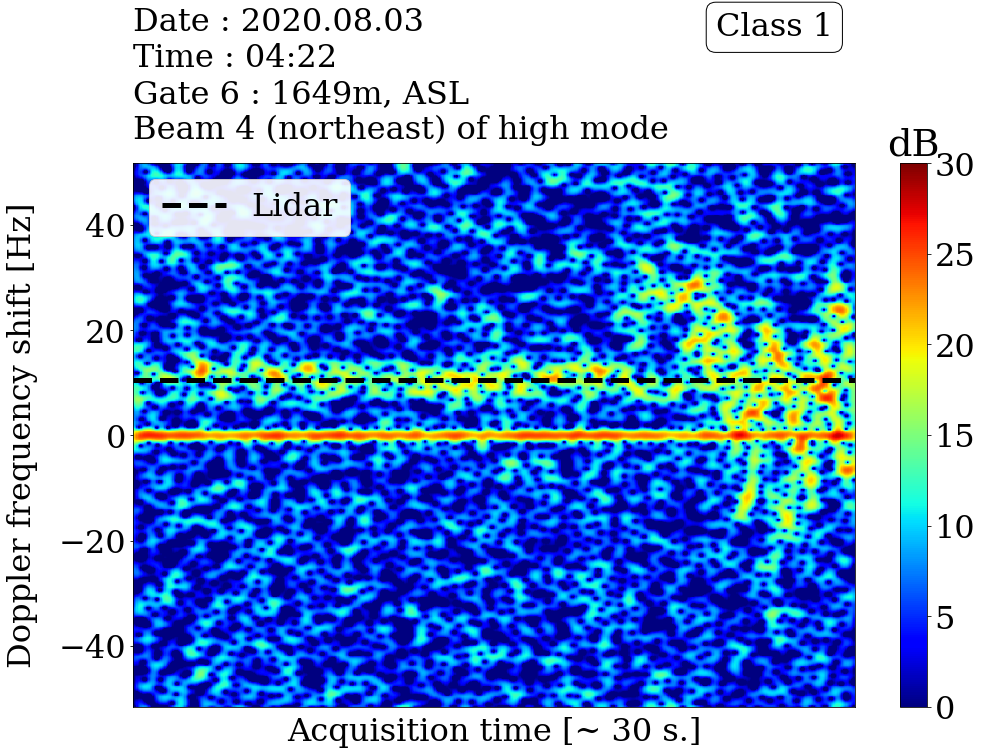 Date : 2020.08.03
Time : 04:22
Gate 6 : 1649m, ASL
Beam 4 (northeast) of high mode
Class 1
dB
Lidar
Doppler frequency shift [Hz]
40
20
0
−20
−40
Acquisition time [~ 30 s.]
30
25
20
15
10
5
0